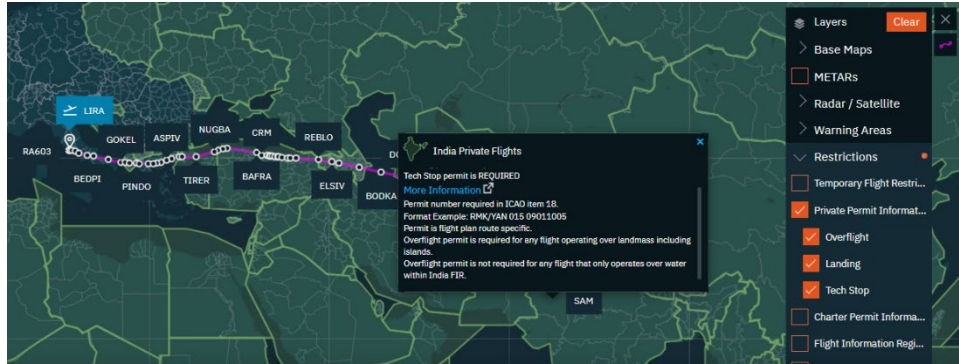 LIRA
RA603
GOKEL
ASPIV
NUGBA
CRM
REBLO
BEDPI
PINDO
TIRER
BAFRA
ELSIV
BODKA
SAM
India Private Flights
Tech Stop permit is REQUIRED
More Information
Permit number required in ICAO item 18.
Format Example: RMK/YAN 015 09011005
Permit is flight plan route specific.
Overflight permit is required for any flight operating over landmass including
islands.
Overflight permit is not required for any flight that only operates over water
within India FIR.
Layers
Clear
Base Maps
METARs
Radar / Satellite
Warning Areas
Restrictions
Temporary Flight Restri...
Private Permit Informat...
Overflight
Landing
Tech Stop
Charter Permit Informa...
Flight Information Regi...